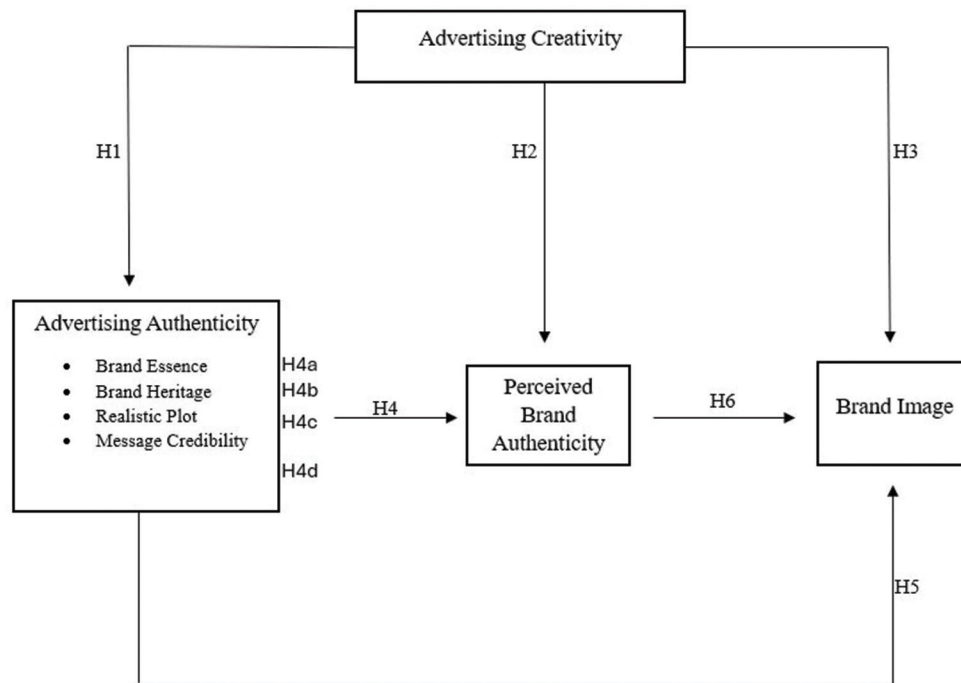 Advertising Creativity
H1
H2
H3
Advertising Authenticity
• Brand Essence
• Brand Heritage
• Realistic Plot
• Message Credibility
H4a
H4b
H4c
H4d
H4
Perceived
Brand
Authenticity
H6
Brand Image
H5